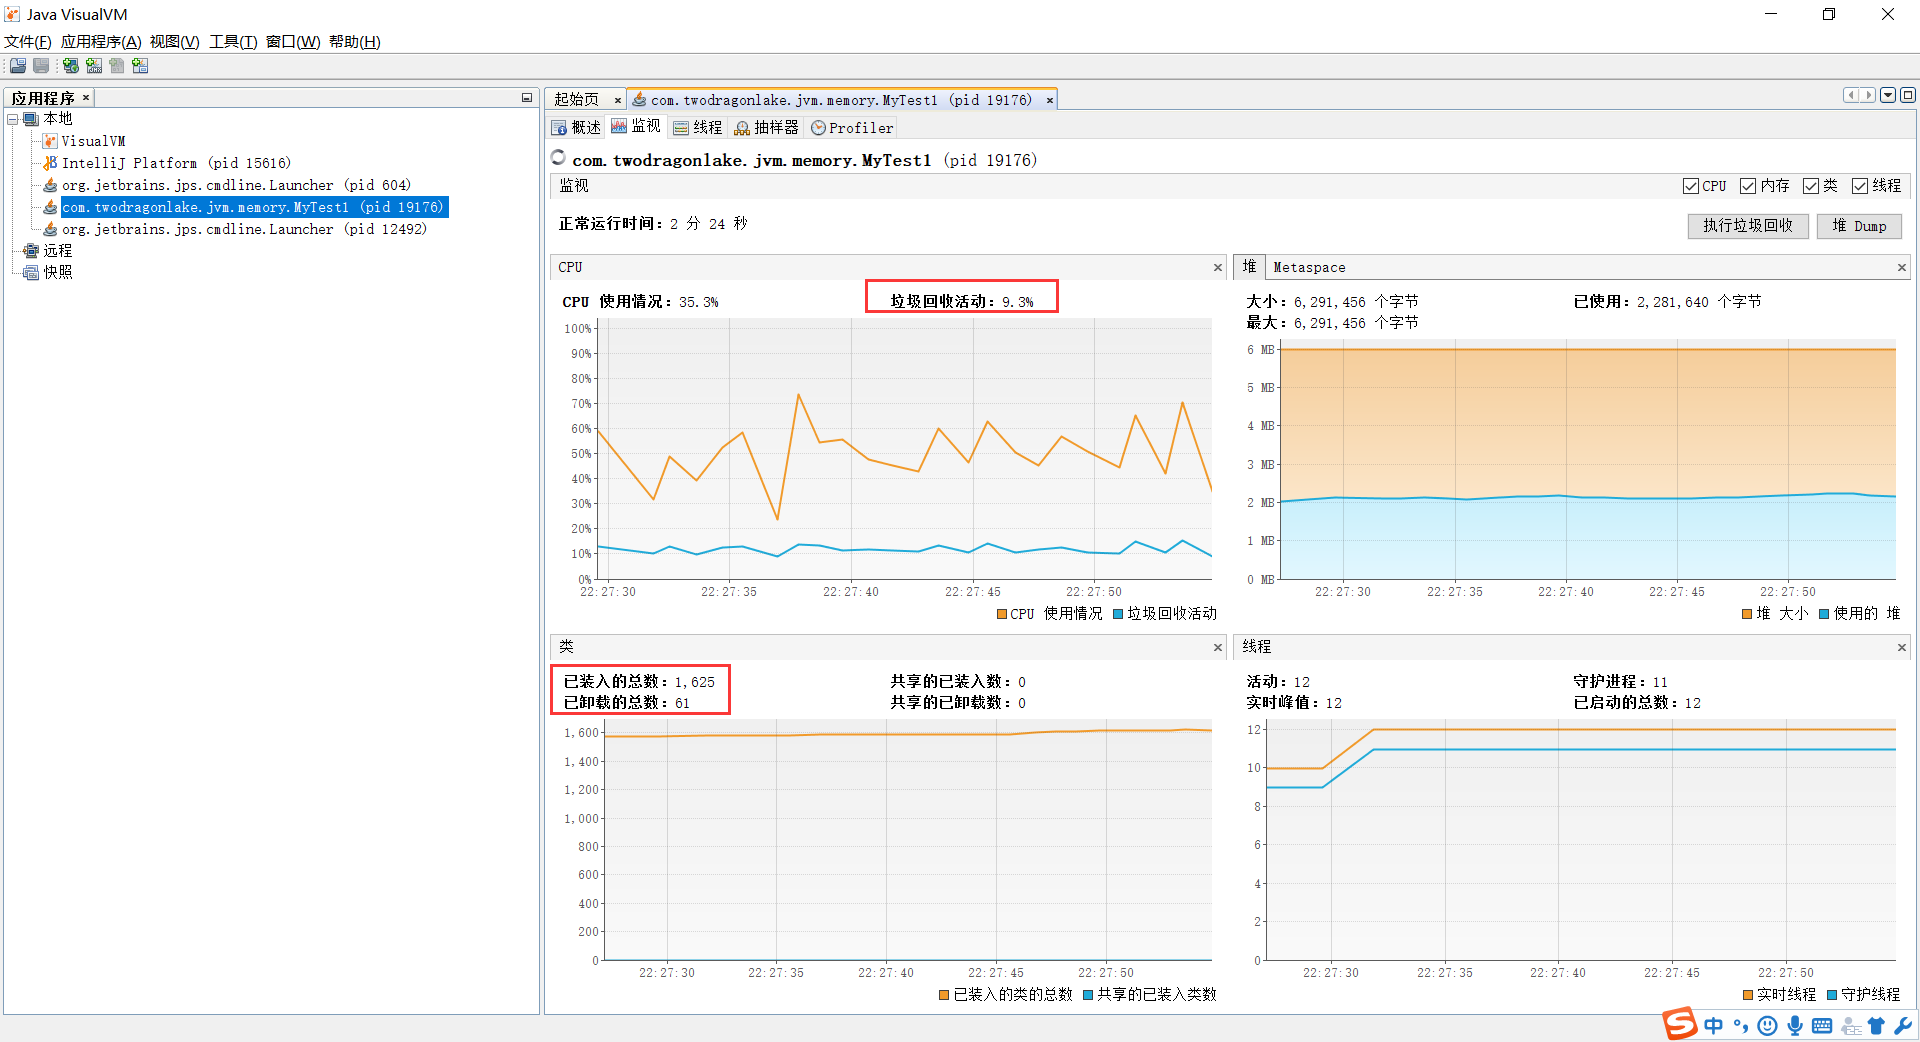 Java VisualVM
文件(F) 应用程序(A) 视图(V) 工具(T) 窗口(W) 帮助(H)
应用程序 ×
本地
VisualVM
IntelliJ Platform (pid 15616)
org.jetbrains.jps.cmdline.Launcher (pid 604)
com.twodragonlake.jvm.memory.MyTest1 (pid 19176)
org.jetbrains.jps.cmdline.Launcher (pid 12492)
远程
快照
起始页 × com.twodragonlake.jvm.memory.MyTest1 (pid 19176) ×
概述 监视 线程 抽样器 Profiler
com.twodragonlake.jvm.memory.MyTest1 (pid 19176)
监视 CPU 内存 类 线程
正常运行时间：2 分 24 秒 执行垃圾回收 堆 Dump
CPU ×
CPU 使用情况：35.3% 垃圾回收活动：9.3%
100%
90%
80%
70%
60%
50%
40%
30%
20%
10%
0%
22:27:30 22:27:35 22:27:40 22:27:45 22:27:50
CPU 使用情况 垃圾回收活动
堆 Metaspace ×
大小：6,291,456 个字节 已使用：2,281,640 个字节
最大：6,291,456 个字节
6 MB
5 MB
4 MB
3 MB
2 MB
1 MB
0 MB
22:27:30 22:27:35 22:27:40 22:27:45 22:27:50
堆 大小 使用的 堆
类 ×
已装入的总数：1,625 共享的已装入数：0
已卸载的总数：61 共享的已卸载数：0
1,600
1,400
1,200
1,000
800
600
400
200
0
22:27:30 22:27:35 22:27:40 22:27:45 22:27:50
已装入的类的总数 共享的已装入类数
线程 ×
活动：12 守护进程：11
实时峰值：12 已启动的总数：12
12
10
8
6
4
2
0
22:27:30 22:27:35 22:27:40 22:27:45 22:27:50
实时线程 守护线程
S 中